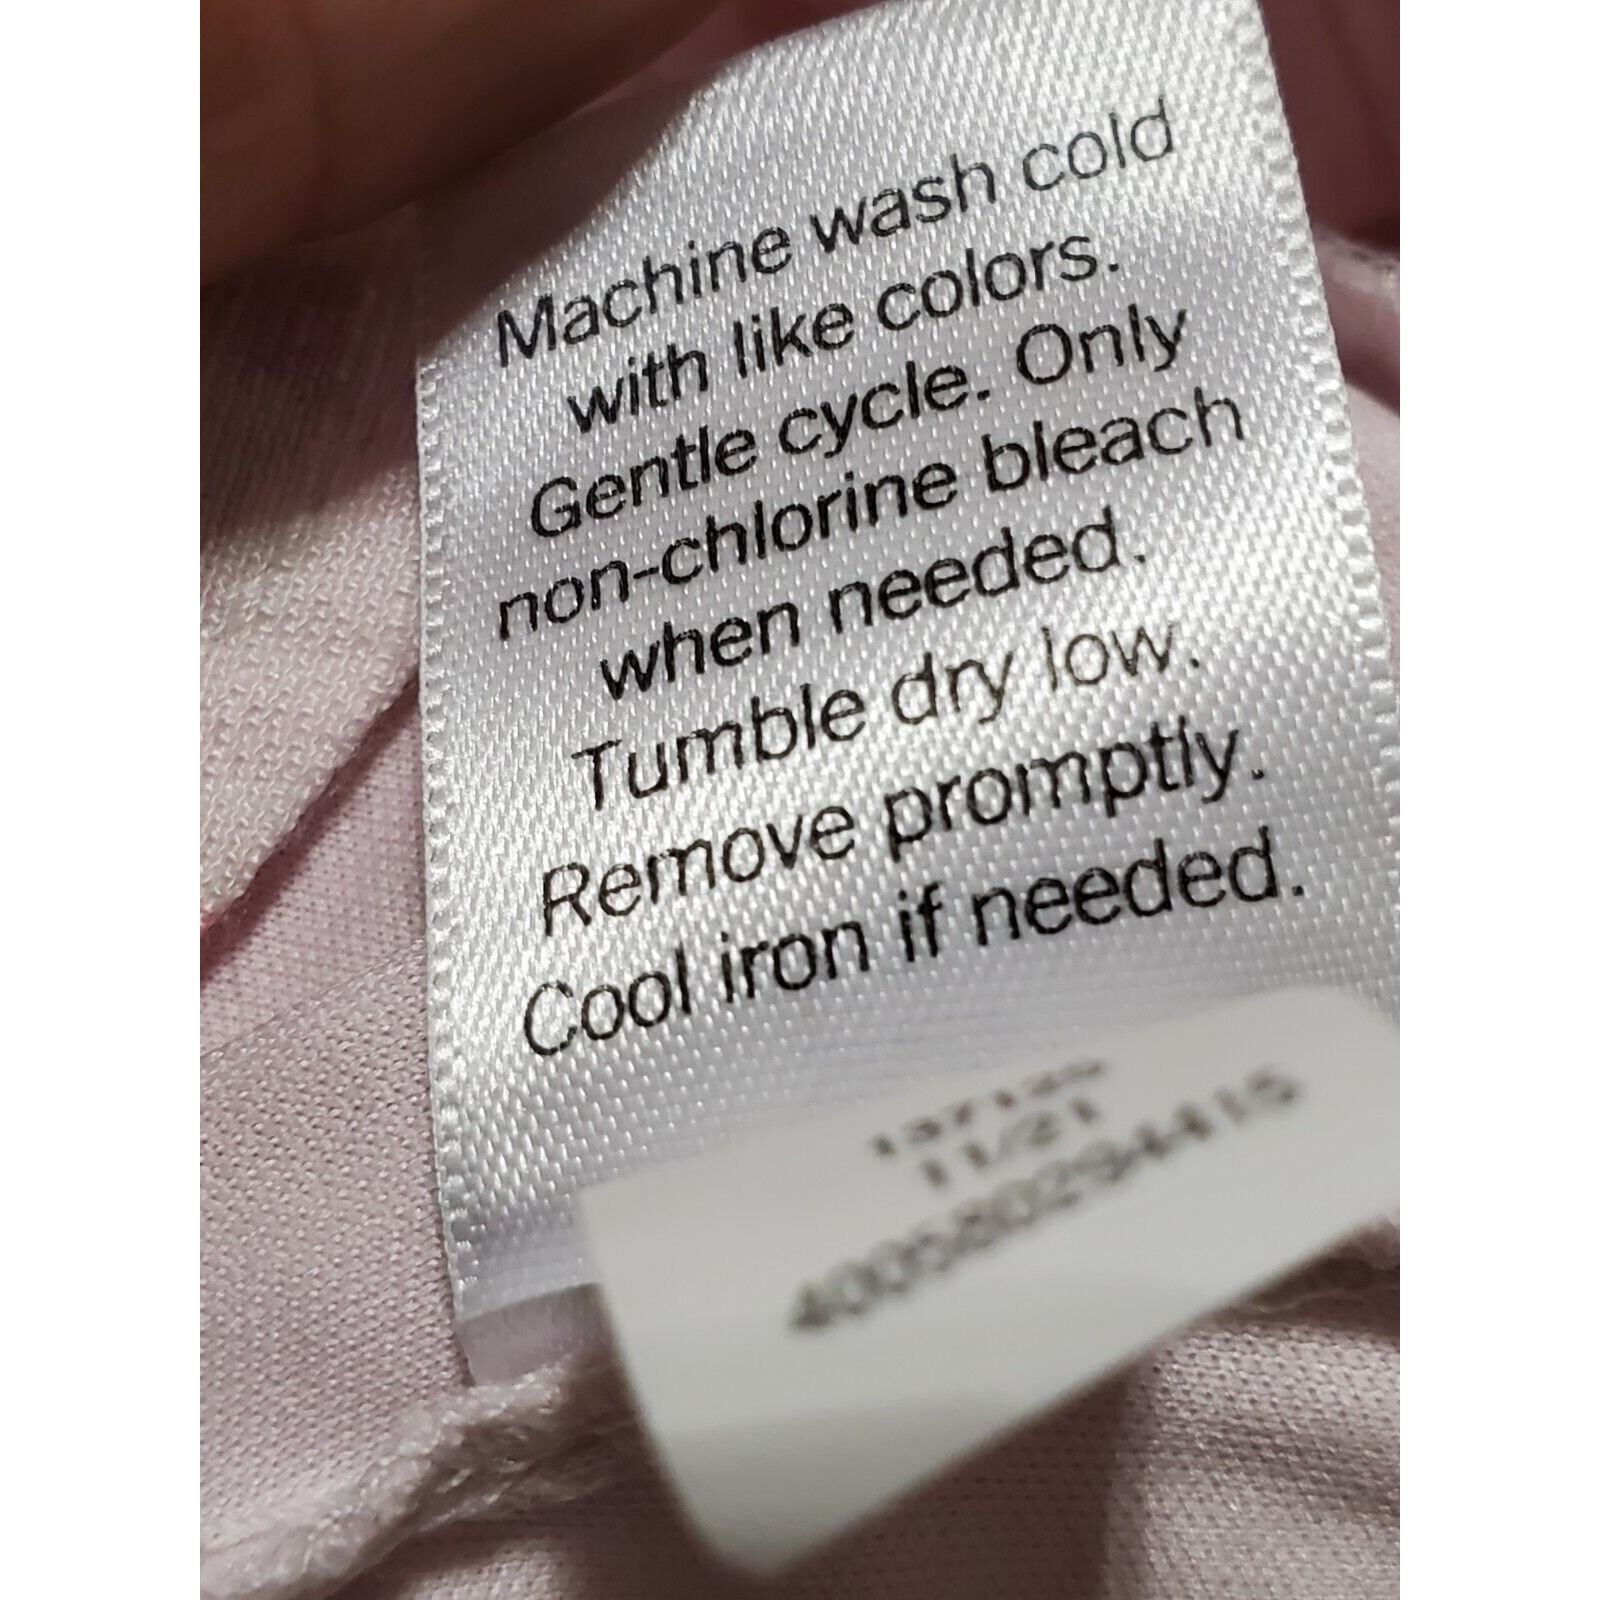 Machine wash cold
with like colors.
Gentle cycle. Only
non-chlorine bleach
when needed.
Tumble dry low.
Remove promptly.
Cool iron if needed.
11/21
400580294415